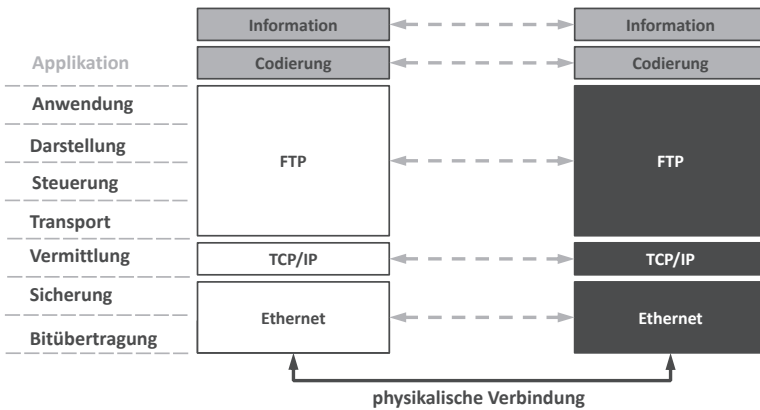 Information
Information
Applikation
Codierung
Codierung
Anwendung
Darstellung
FTP
FTP
Steuerung
Transport
Vermittlung
TCP/IP
TCP/IP
Sicherung
Ethernet
Ethernet
Bitübertragung
physikalische Verbindung